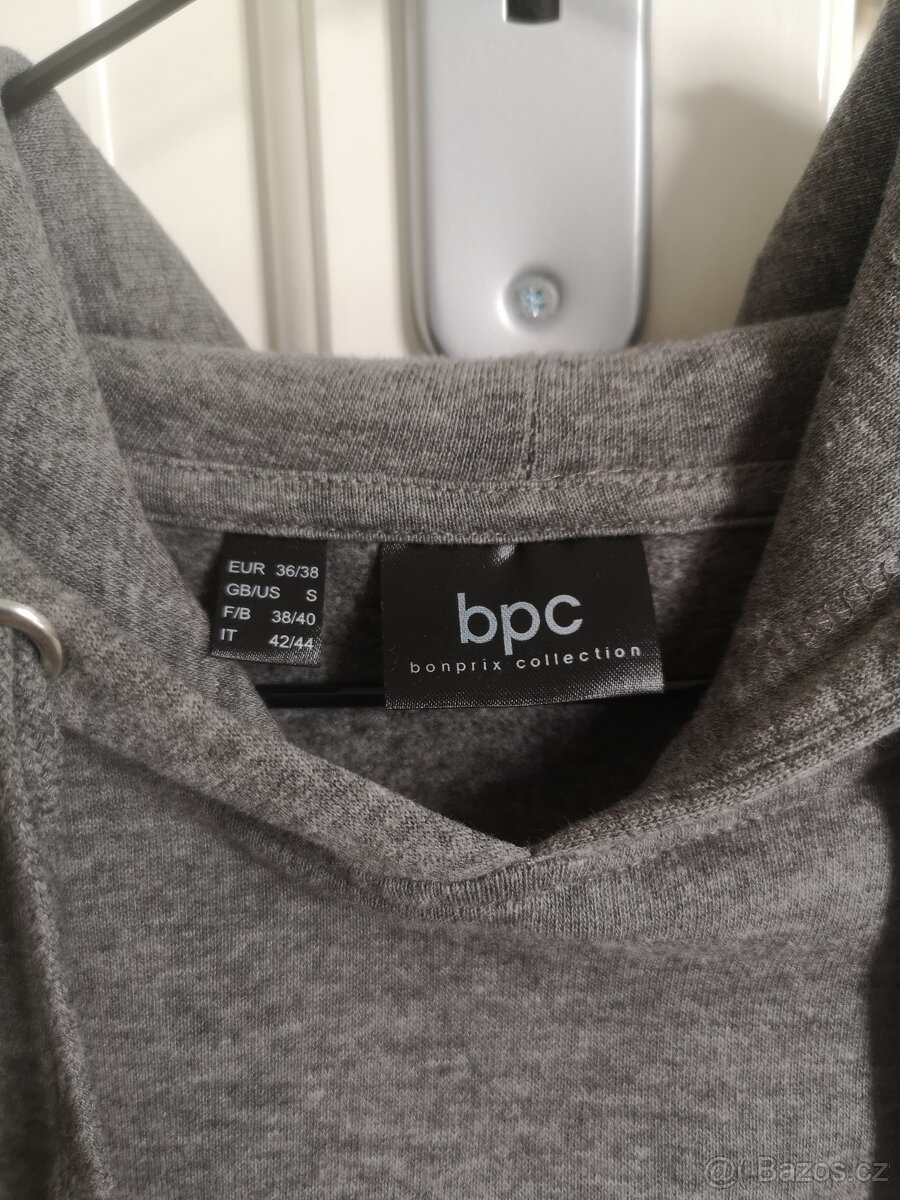 EUR 36/38
GB/US S
F/B 38/40
IT 42/44
bpc
bonprix collection
@( Bazos.cz